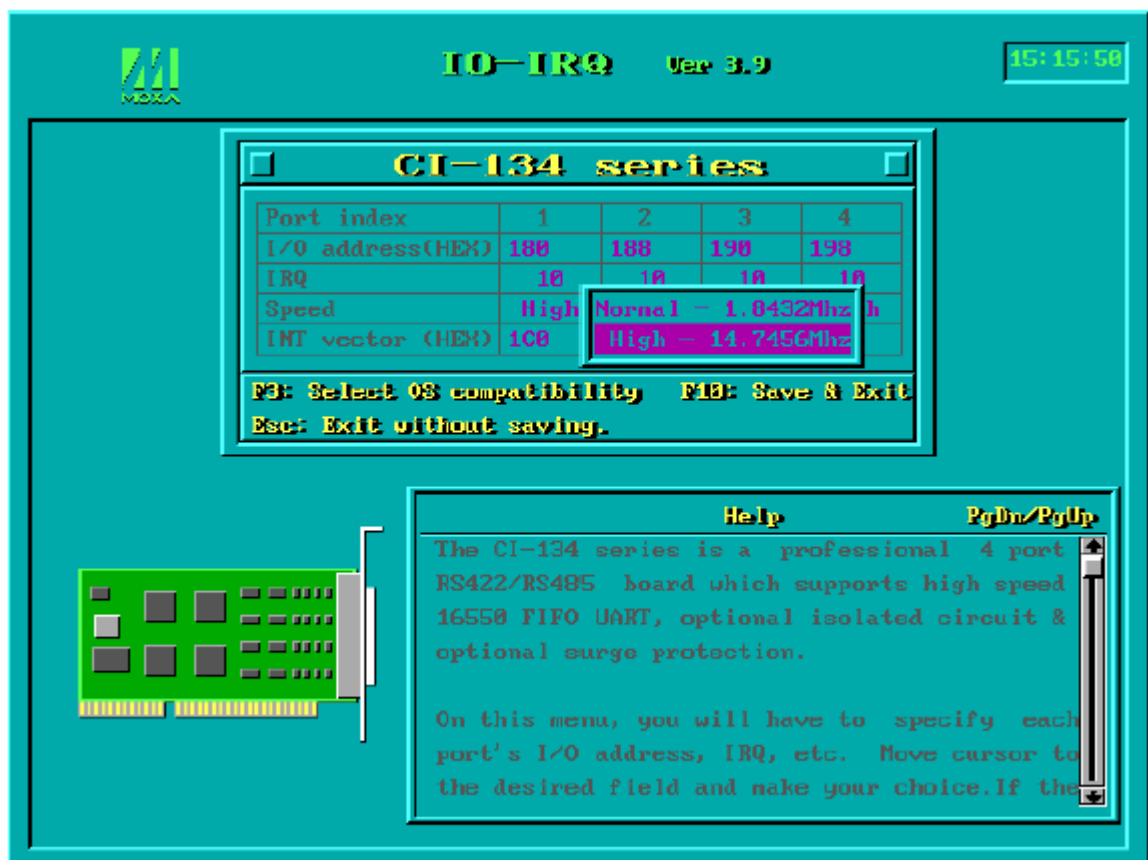 MOXA
IO-IRQ Ver 3.9
15:15:50
CI-134 series
Port index 1 2 3 4
I/O address(HEX) 180 188 190 198
IRQ 10 10 10 10
Speed High Normal - 1.8432Mhz h
INT vector (HEX) 1C0 High - 14.7456Mhz
F3: Select OS compatibility F10: Save & Exit
Esc: Exit without saving.
Help PgDn/PgUp
The CI-134 series is a professional 4 port
RS422/RS485 board which supports high speed
16550 FIFO UART, optional isolated circuit &
optional surge protection.
On this menu, you will have to specify each
port's I/O address, IRQ, etc. Move cursor to
the desired field and make your choice.If the